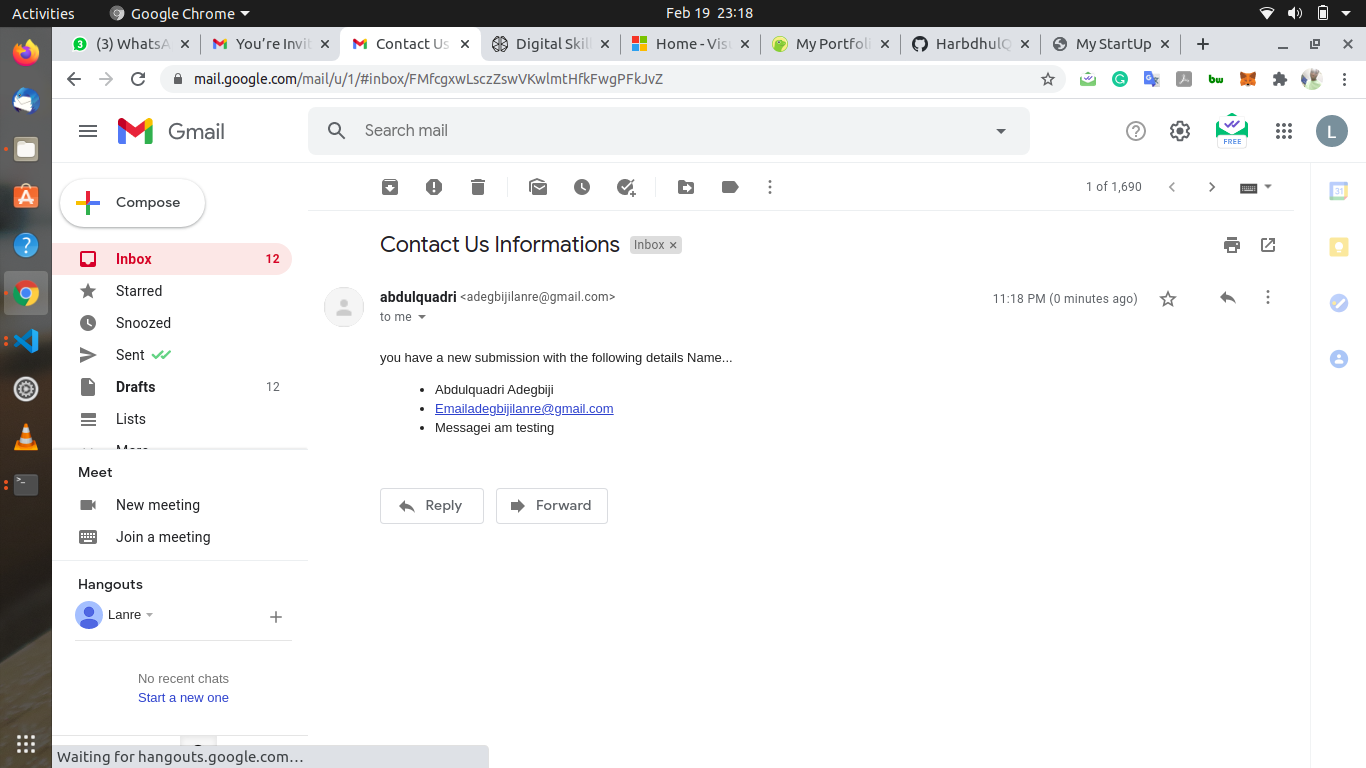 Activities
Google Chrome
Feb 19 23:18
(3) WhatsA
You're Invit
Contact Us
Digital Skill
Home - Visu
My Portfoli
HarbdhulQ
My StartUp
mail.google.com/mail/u/1/#inbox/FMfcgxwLsczZswVKwlmtHfkFwgPFkJvZ
bw
Gmail
Search mail
FREE
L
Compose
1 of 1,690
31
Inbox 12
Starred
Snoozed
Sent
Drafts 12
Lists
More
Meet
New meeting
Join a meeting
Hangouts
Lanre
No recent chats
Start a new one
Contact Us Informations
Inbox ×
abdulquadri <adegbijilanre@gmail.com>
11:18 PM (0 minutes ago)
to me
you have a new submission with the following details Name...
• Abdulquadri Adegbiji
• Emailadegbijilanre@gmail.com
• Messagei am testing
Reply
Forward
Waiting for hangouts.google.com…